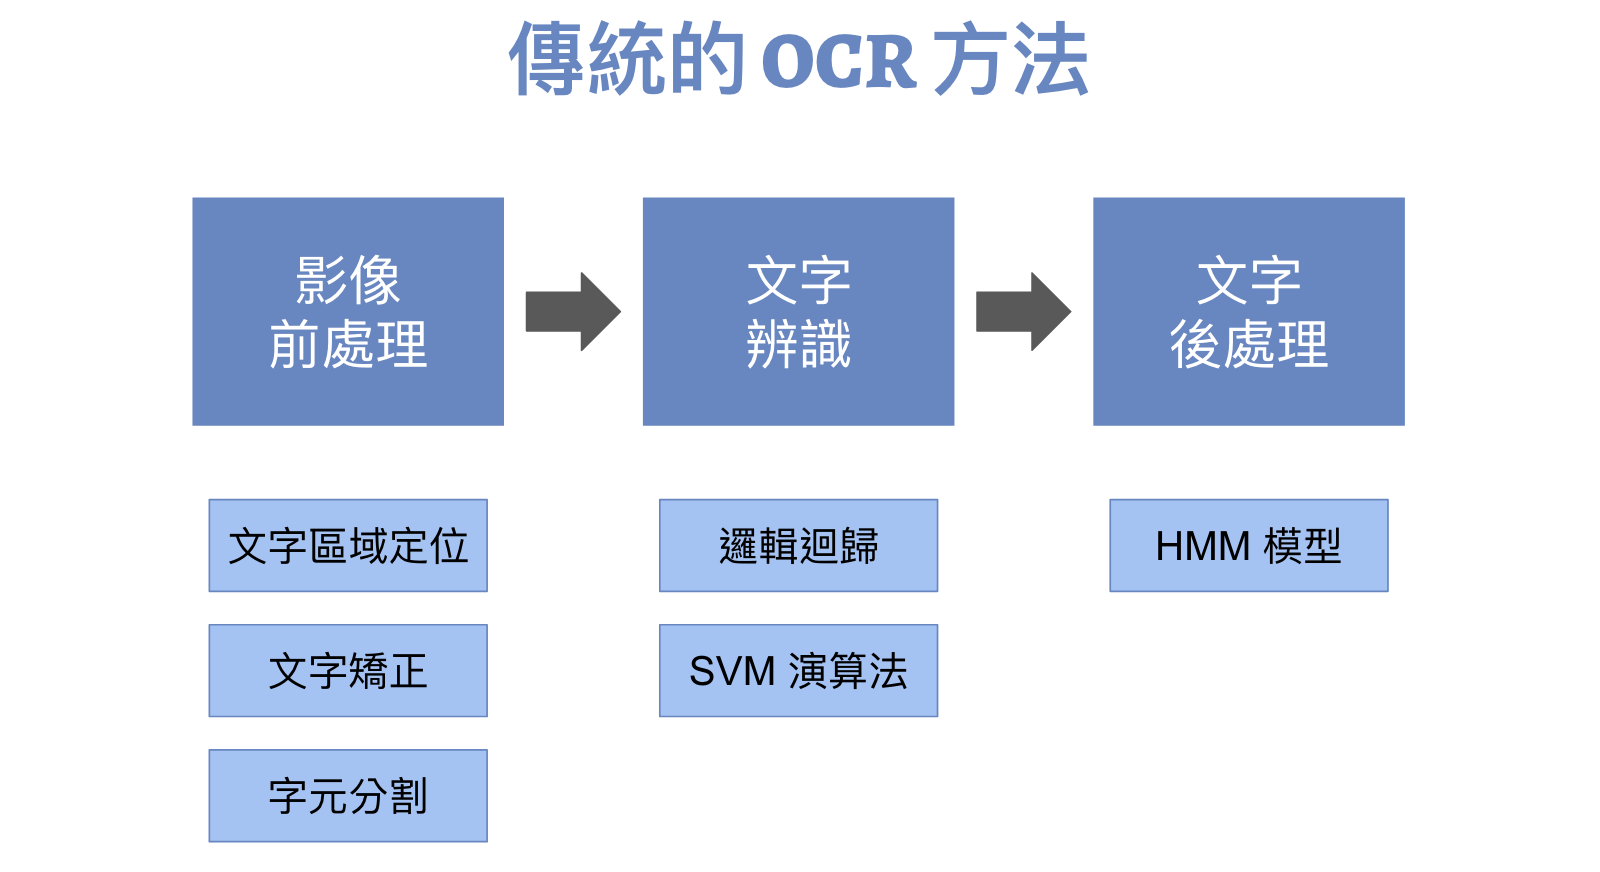 傳統的 OCR 方法
影像
前處理
文字
辨識
文字
後處理
文字區域定位
文字矯正
字元分割
邏輯迴歸
SVM 演算法
HMM 模型